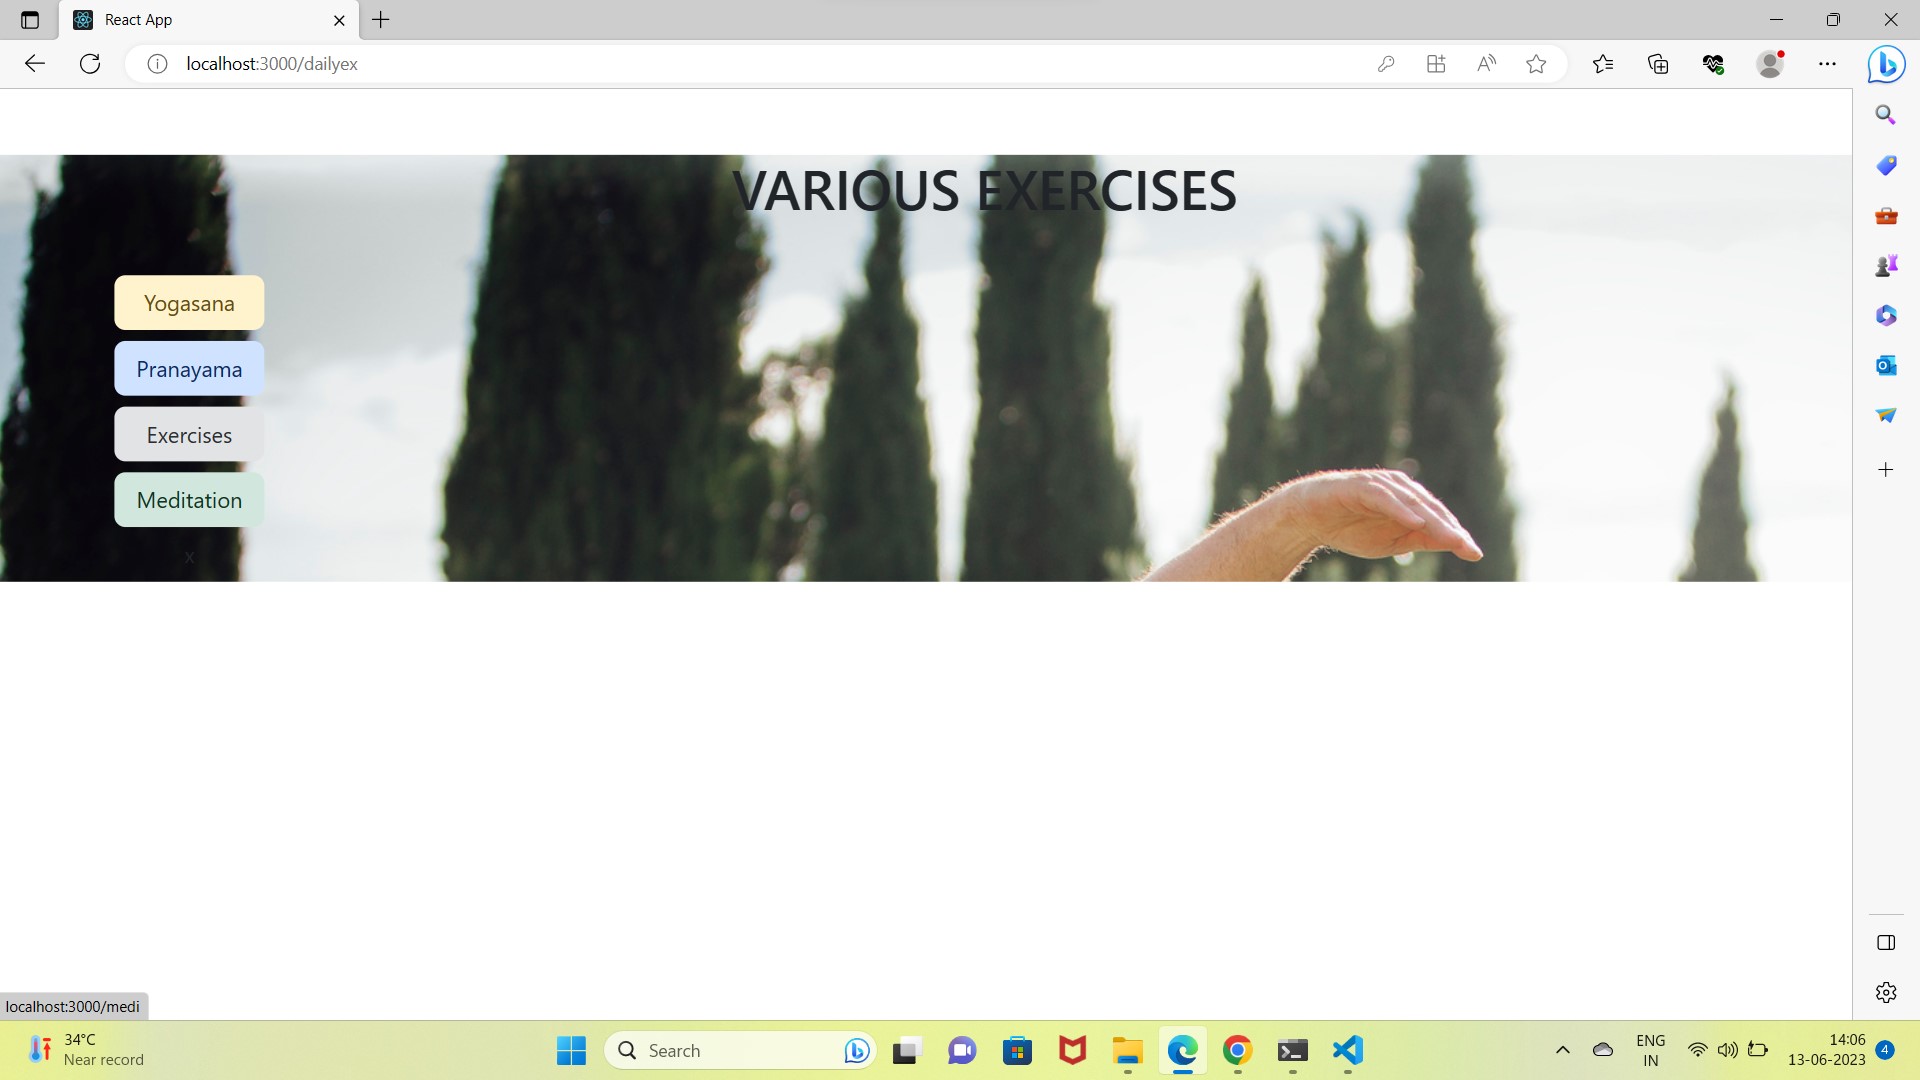 React App
localhost:3000/dailyex
VARIOUS EXERCISES
Yogasana
Pranayama
Exercises
Meditation
x
localhost:3000/medi
34°C
Near record
Search
ENG
IN
14:06
13-06-2023
4